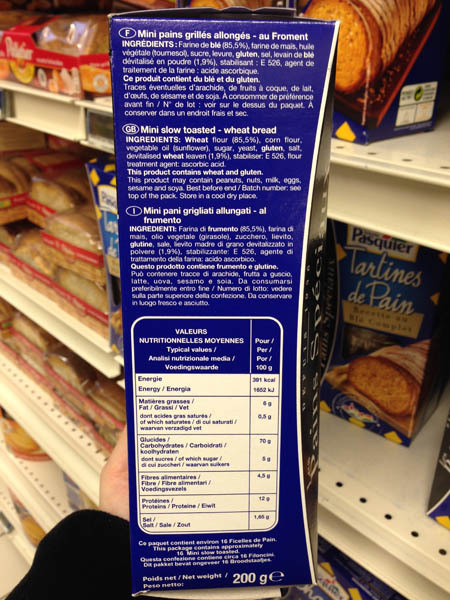 F Mini pains grillés allongés - au Froment
INGRÉDIENTS : Farine de blé (85,5%), farine de maïs, huile
végétale (tournesol), sucre, levure, gluten, sel, levain de blé
dévitalisé en poudre (1,9%), stabilisant : E 526, agent de
traitement de la farine : acide ascorbique.
Ce produit contient du blé et du gluten.
Traces éventuelles d'arachide, de fruits à coque, de lait,
d'œufs, de sésame et de soja. A consommer de préférence
avant fin / N° de lot : voir sur le dessus du paquet. À
conserver dans un endroit frais et sec.
GB Mini slow toasted - wheat bread
INGREDIENTS: Wheat flour (85,5%), corn flour,
vegetable oil (sunflower), sugar, yeast, gluten, salt,
devitalised wheat leaven (1,9%), stabiliser: E 526, flour
treatment agent: ascorbic acid.
This product contains wheat and gluten.
This product may contain peanuts, nuts, milk, eggs,
sesame and soya. Best before end / Batch number: see
top of the pack. Store in a cool dry place.
I Mini pani grigliati allungati - al
frumento
INGREDIENTI: Farina di frumento (85,5%), farina di
mais, olio vegetale (girasole), zucchero, lievito,
glutine, sale, lievito madre di grano devitalizzato in
polvere (1,9%), stabilizzante: E 526, agente di
trattamento della farina: acido ascorbico.
Questo prodotto contiene frumento e glutine.
Può contenere tracce di arachide, frutta a guscio,
latte, uova, sesamo e soia. Da consumarsi
preferibilmente entro fine / Numero di lotto: vedere
sulla parte superiore della confezione. Da conservare
in luogo fresco e asciutto.
VALEURS
NUTRITIONNELLES MOYENNES
Typical values /
Analisi nutrizionale media /
Voedingswaarde
Pour /
Per /
Por /
100 g
Energie
Energy / Energia
391 kcal
1652 kJ
Matières grasses /
Fat / Grassi / Vet
6 g
dont acides gras saturés /
of which saturates / di cui saturati /
waarvan verzadigd vet
0,5 g
Glucides /
Carbohydrates / Carboidrati /
koolhydraten
70 g
dont sucres / of which sugar /
di cui zuccheri / waarvan suikers
5 g
Fibres alimentaires /
Fibre / Fibre alimentari /
Voedingsvezels
4,5 g
Protéines /
Proteins / Proteine / Eiwit
12 g
Sel /
Salt / Sale / Zout
1,65 g
Ce paquet contient environ 16 Ficelles de Pain.
This package contains approximately
16 Mini slow toasted.
Questa confezione contiene circa 16 Filoncini.
Dit pakket bevat ongeveer 16 Broodstaafjes.
Poids net / Net weight /
Peso netto:
200 g e
Pasquier
Tartines
de Pain
Recette au
Blé Complet